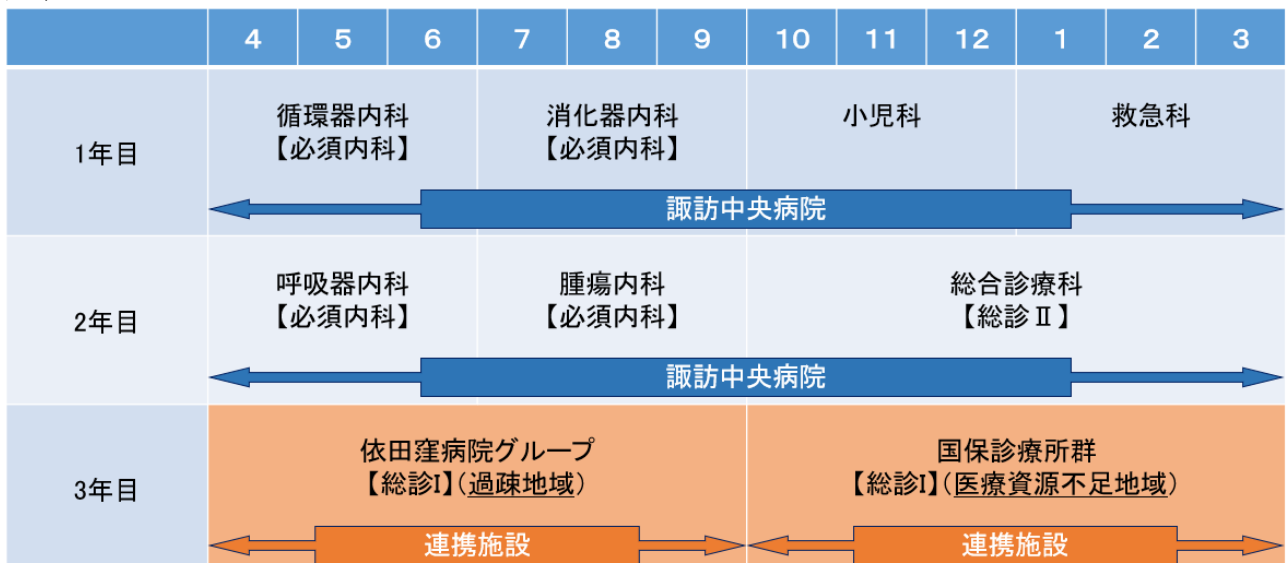 4 5 6 7 8 9 10 11 12 1 2 3
1年目
循環器内科
【必須内科】
消化器内科
【必須内科】
小児科
救急科
諏訪中央病院
2年目
呼吸器内科
【必須内科】
腫瘍内科
【必須内科】
総合診療科
【総診Ⅱ】
諏訪中央病院
3年目
依田窪病院グループ
【総診I】(過疎地域)
国保診療所群
【総診I】(医療資源不足地域)
連携施設
連携施設